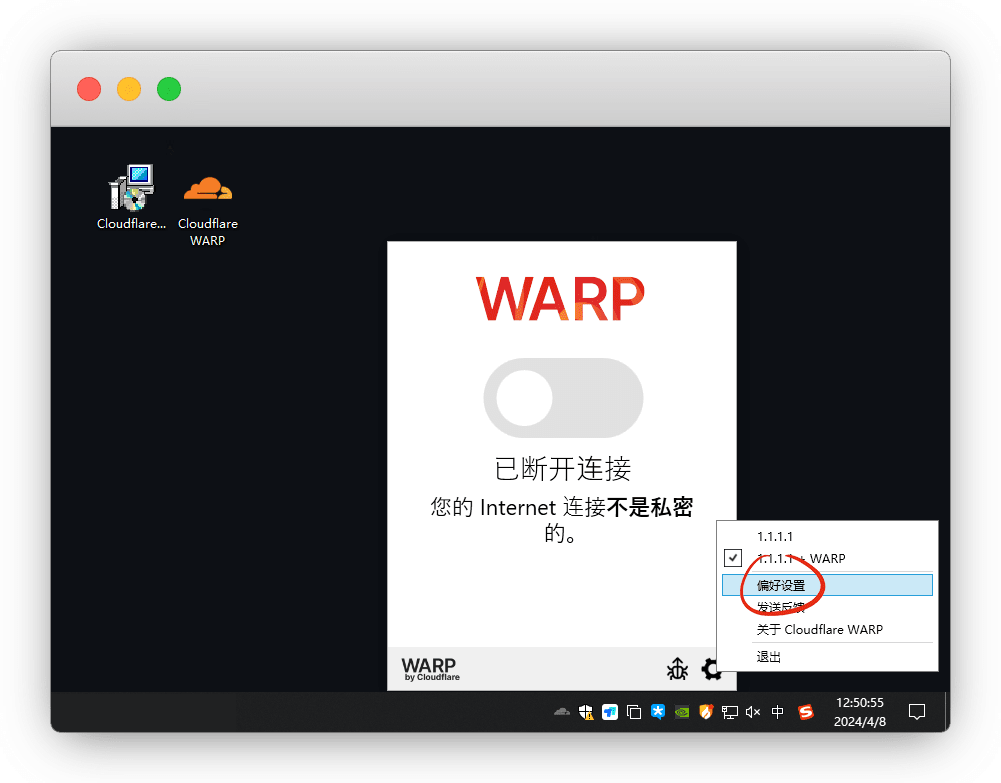 Cloudflare...
Cloudflare
WARP
WARP
已断开连接
您的 Internet 连接不是私密
的。
1.1.1.1
1.1.1.1 + WARP
偏好设置
发送反馈
关于 Cloudflare WARP
退出
WARP
by Cloudflare
中
12:50:55
2024/4/8